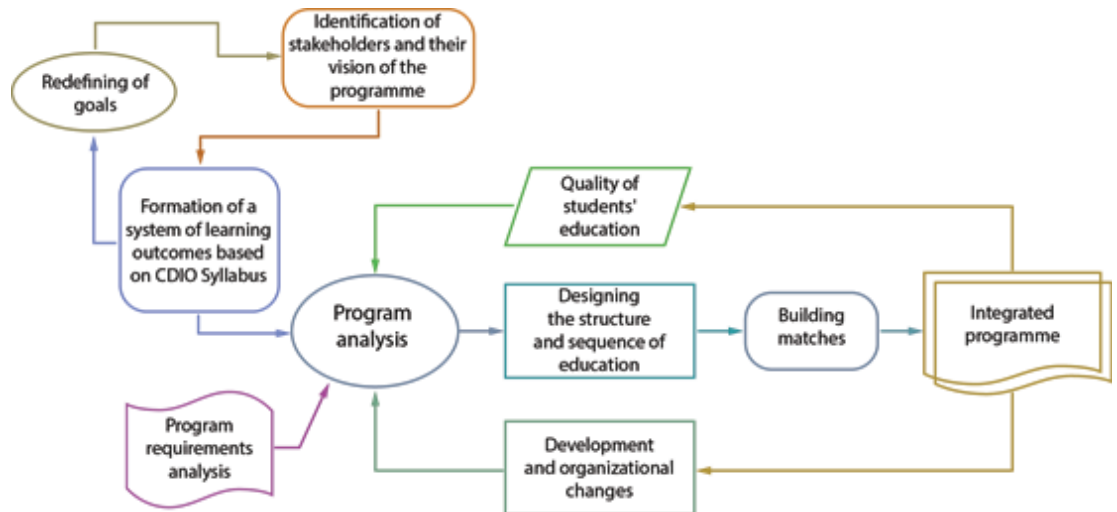 Identification of
stakeholders and their
vision of the
programme
Redefining of
goals
Formation of a
system of learning
outcomes based
on CDIO Syllabus
Quality of
students'
education
Program
analysis
Designing
the structure
and sequence of
education
Building
matches
Integrated
programme
Program
requirements
analysis
Development
and organizational
changes